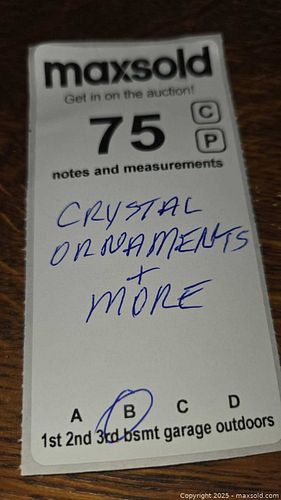 maxsold
Get in on the auction!
75
C
P
notes and measurements
CRYSTAL
ORNAMENTS
+
MORE
A B C D
1st 2nd 3rd bsmt garage outdoors
Copyright © 2025 - maxsold.com